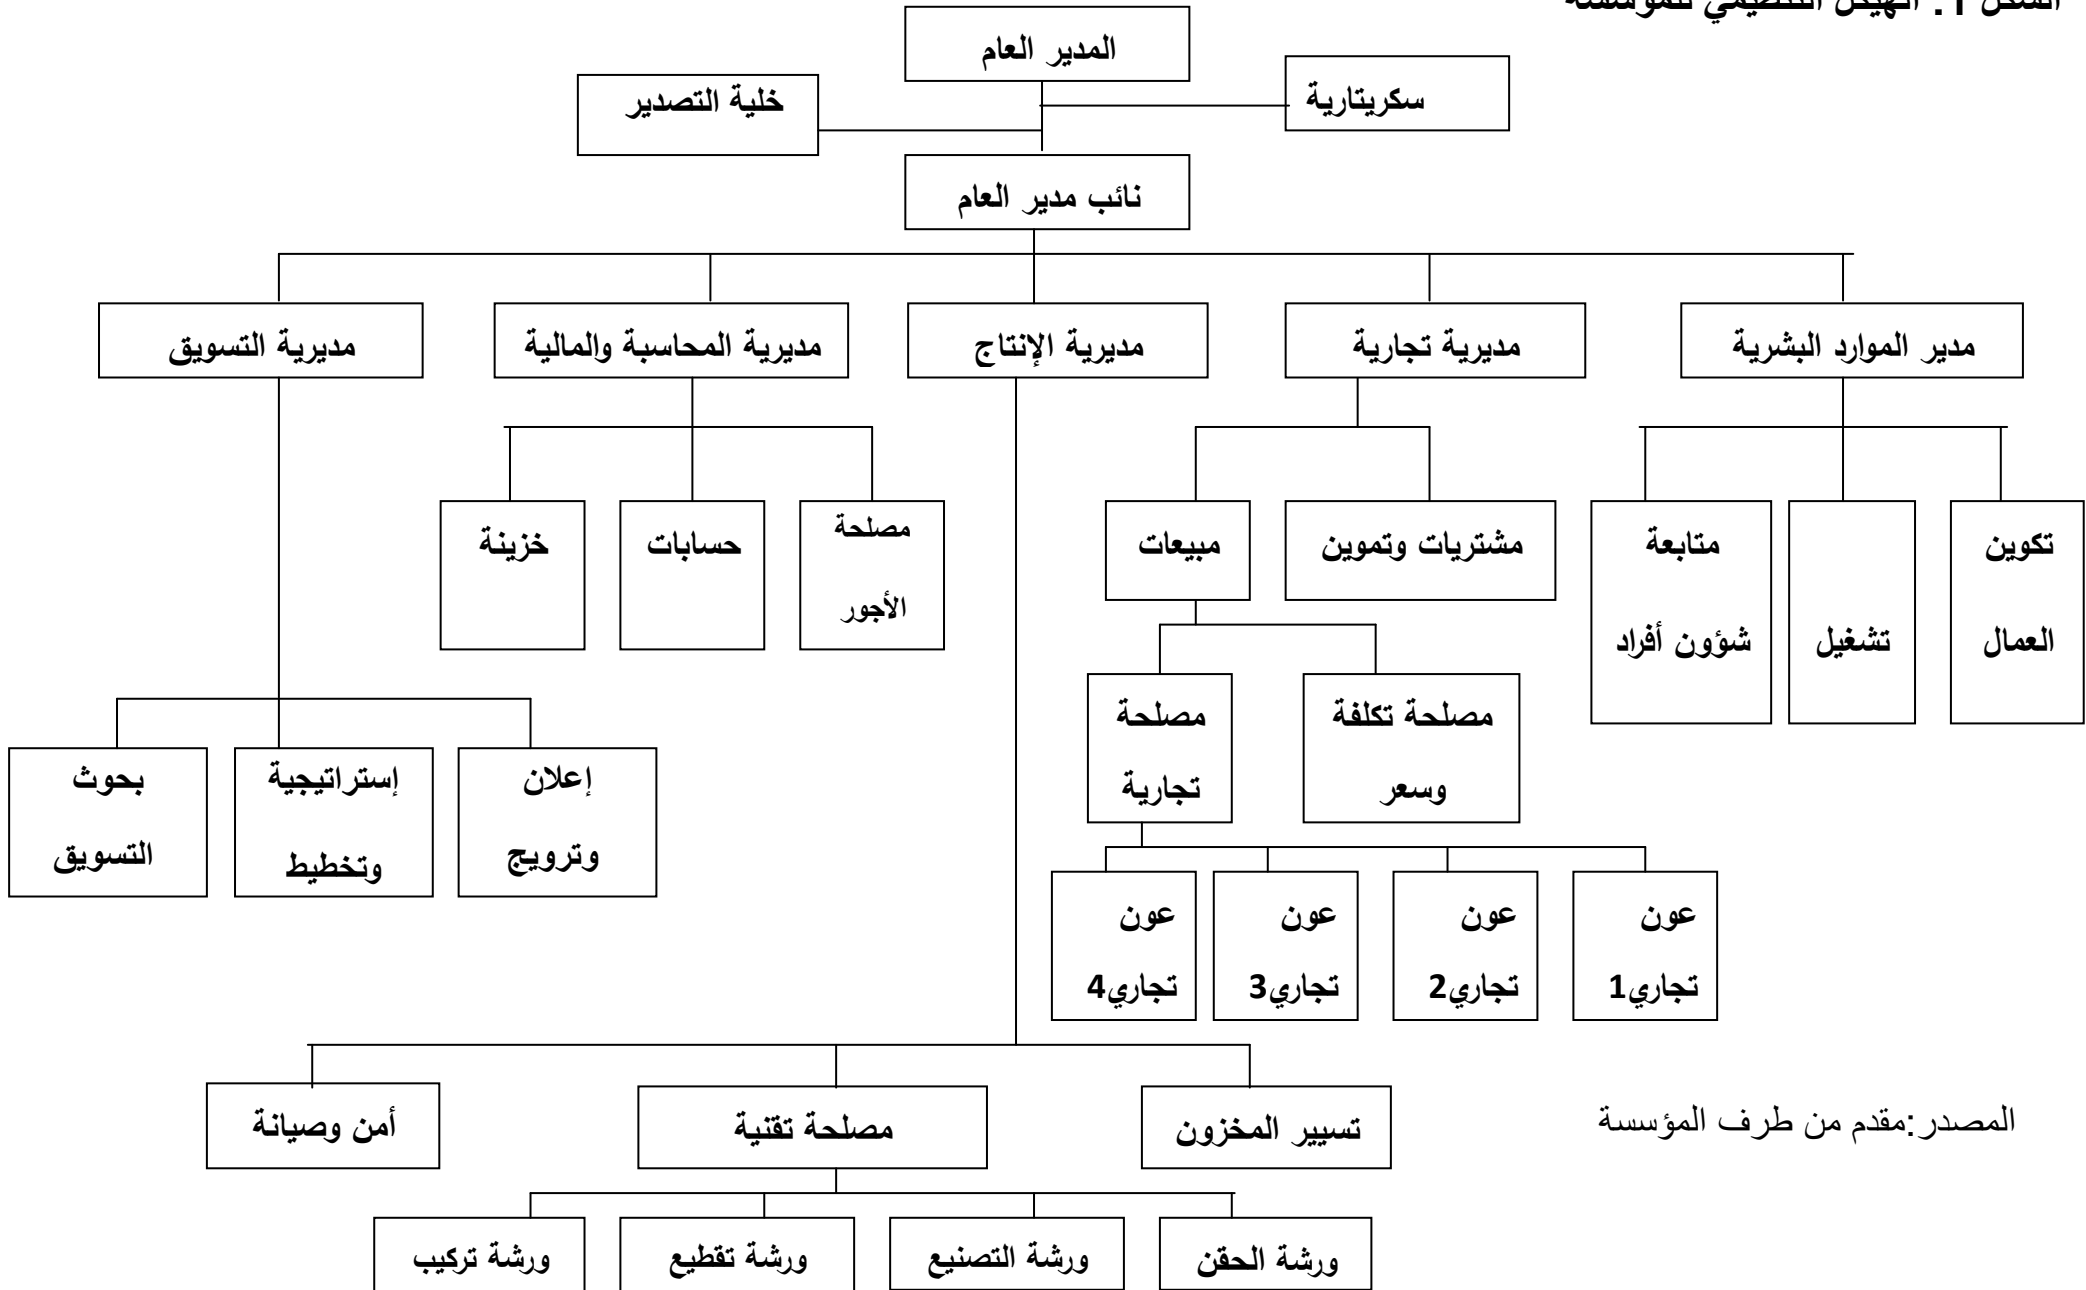 الشكل 1: الهيكل التنظيمي للمؤسسة
المدير العام
سكريتارية
خلية التصدير
نائب مدير العام
مدير الموارد البشرية
مديرية تجارية
مديرية الإنتاج
مديرية المحاسبة والمالية
مديرية التسويق
تكوين
العمال
تشغيل
متابعة
شؤون أفراد
مشتريات وتموين
مبيعات
مصلحة
الأجور
حسابات
خزينة
مصلحة تكلفة
وسعر
مصلحة
تجارية
إعلان
وترويج
إستراتيجية
وتخطيط
بحوث
التسويق
عون
تجاري1
عون
تجاري2
عون
تجاري3
عون
تجاري4
تسيير المخزون
مصلحة تقنية
أمن وصيانة
المصدر:مقدم من طرف المؤسسة
ورشة الحقن
ورشة التصنيع
ورشة تقطيع
ورشة تركيب